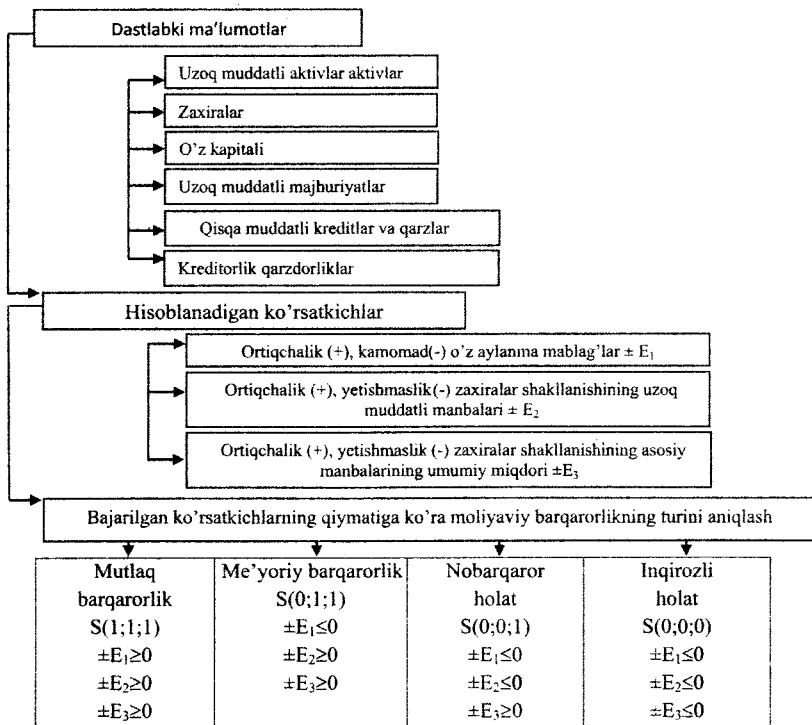 Dastlabki ma'lumotlar
Uzoq muddatli aktivlar aktivlar
Zaxiralar
O'z kapitali
Uzoq muddatli majburiyatlar
Qisqa muddatli kreditlar va qarzlar
Kreditorlik qarzdorliklar
Hisoblanadigan ko'rsatkichlar
Ortiqchalik (+), kamomad(-) o'z aylanma mablag'lar ± E₁
Ortiqchalik (+), yetishmaslik(-) zaxiralar shakllanishining uzoq
muddatli manbalari ± E₂
Ortiqchalik (+), yetishmaslik (-) zaxiralar shakllanishining asosiy
manbalarining umumiy miqdori ±E₃
Bajarilgan ko'rsatkichlarning qiymatiga ko'ra moliyaviy barqarorlikning turini aniqlash
Mutlaq
barqarorlik
S(1;1;1)
±E₁≥0
±E₂≥0
±E₃≥0
Me'yoriy barqarorlik
S(0;1;1)
±E₁≤0
±E₂≥0
±E₃≥0
Nobarqaror
holat
S(0;0;1)
±E₁≤0
±E₂≤0
±E₃≥0
Inqirozli
holat
S(0;0;0)
±E₁≤0
±E₂≤0
±E₃≤0